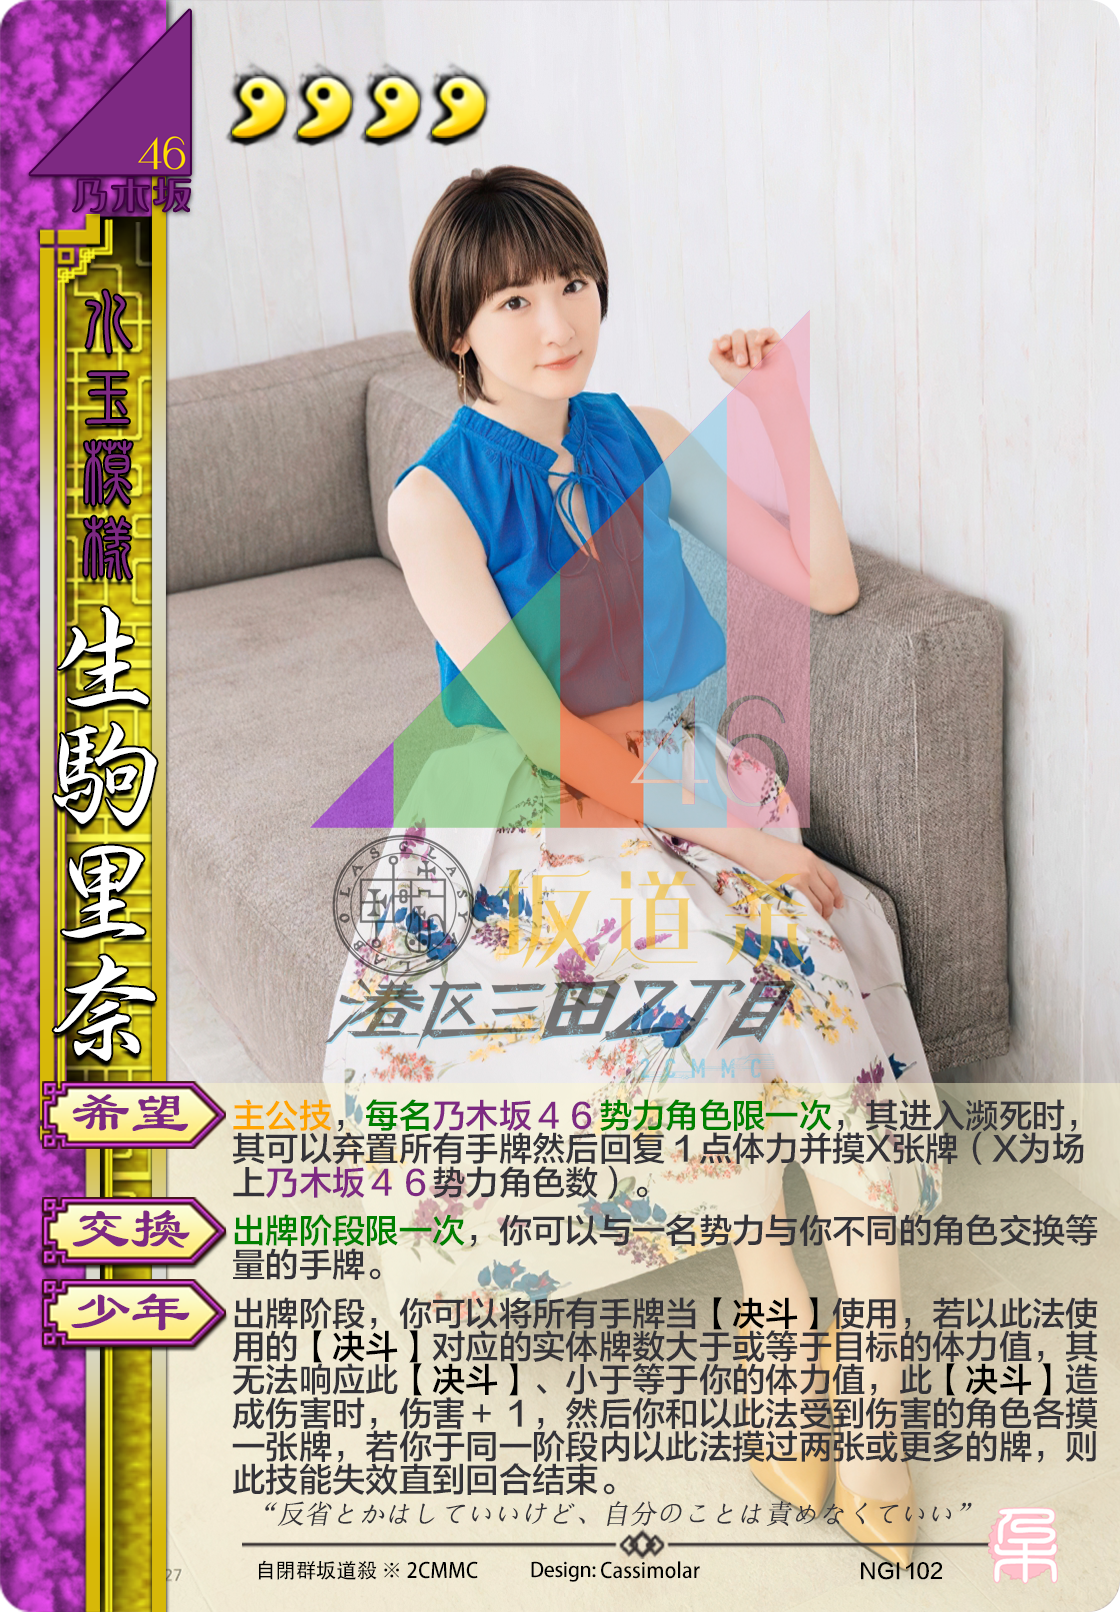 46
乃木坂
水玉模様
生駒里奈
46
坂道杀
港区三田2丁目
2CMMC
希望
主公技，每名乃木坂４６势力角色限一次，其进入濒死时，
其可以弃置所有手牌然后回复１点体力并摸X张牌（X为场
上乃木坂４６势力角色数）。
交換
出牌阶段限一次，你可以与一名势力与你不同的角色交换等
量的手牌。
少年
出牌阶段，你可以将所有手牌当【决斗】使用，若以此法使
用的【决斗】对应的实体牌数大于或等于目标的体力值，其
无法响应此【决斗】、小于等于你的体力值，此【决斗】造
成伤害时，伤害＋１，然后你和以此法受到伤害的角色各摸
一张牌，若你于同一阶段内以此法摸过两张或更多的牌，则
此技能失效直到回合结束。
“反省とかはしていいけど、自分のことは責めなくていい”
27
自閉群坂道殺 ※ 2CMMC
Design: Cassimolar
NGI102